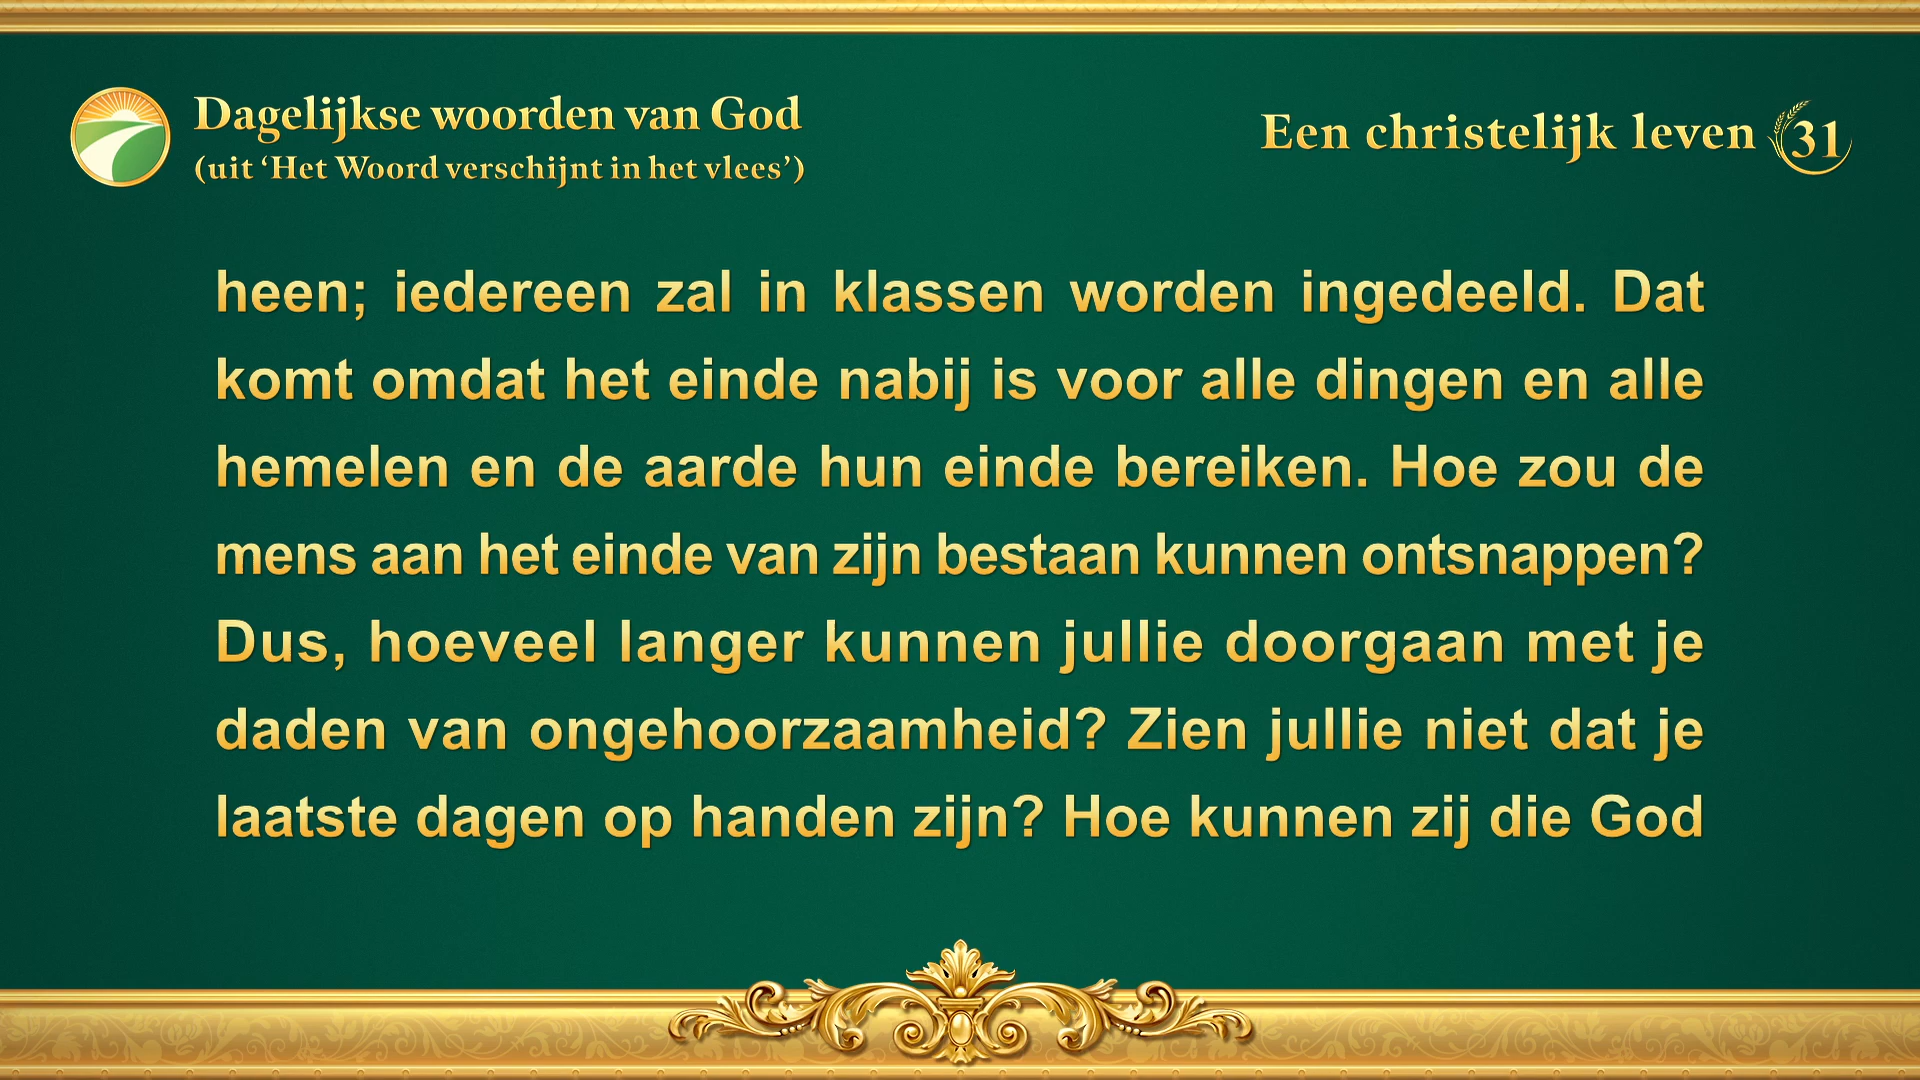 Dagelijkse woorden van God
(uit ‘Het Woord verschijnt in het vlees’)
Een christelijk leven 31
heen; iedereen zal in klassen worden ingedeeld. Dat
komt omdat het einde nabij is voor alle dingen en alle
hemelen en de aarde hun einde bereiken. Hoe zou de
mens aan het einde van zijn bestaan kunnen ontsnappen?
Dus, hoeveel langer kunnen jullie doorgaan met je
daden van ongehoorzaamheid? Zien jullie niet dat je
laatste dagen op handen zijn? Hoe kunnen zij die God